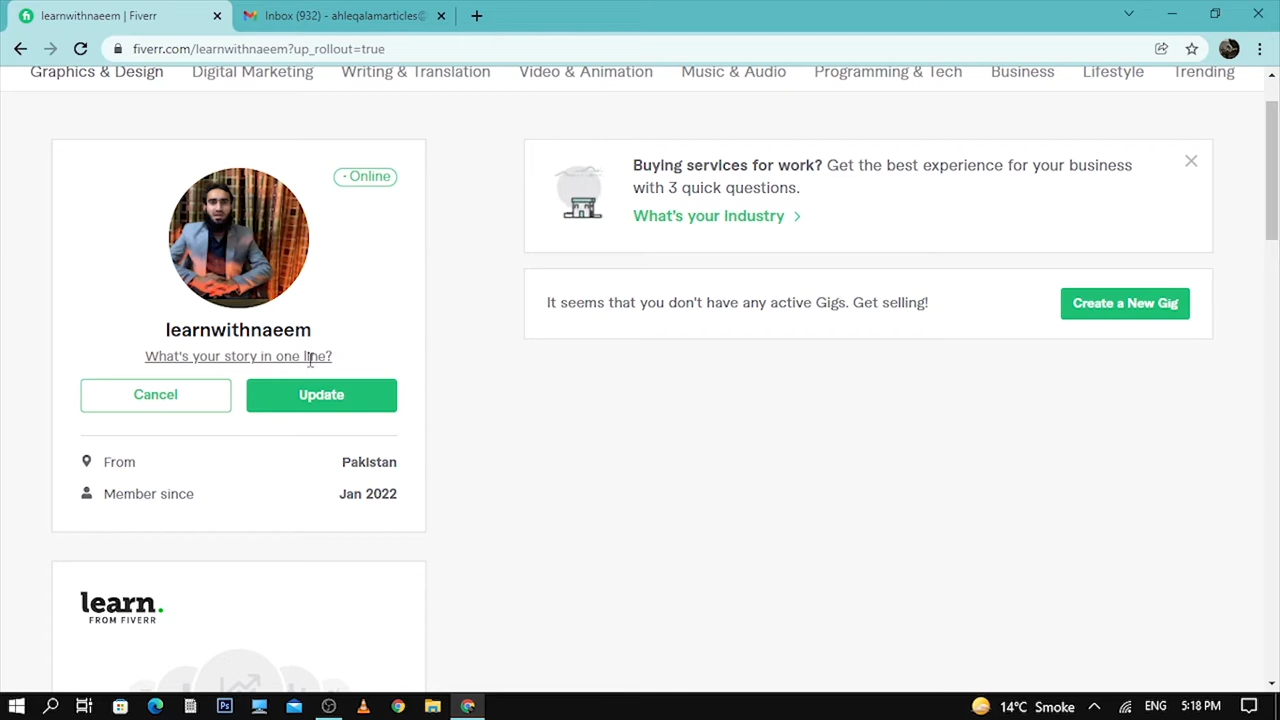 learnwithnaeem | Fiverr
Inbox (932) - ahleqalamarticles@
fiverr.com/learnwithnaeem?up_rollout=true
Graphics & Design Digital Marketing Writing & Translation Video & Animation Music & Audio Programming & Tech Business Lifestyle Trending
Online
learnwithnaeem
What's your story in one line?
Cancel Update
From Pakistan
Member since Jan 2022
Buying services for work? Get the best experience for your business
with 3 quick questions.
What's your Industry
It seems that you don't have any active Gigs. Get selling!
Create a New Gig
learn.
FROM FIVERR
14°C Smoke ENG 5:18 PM